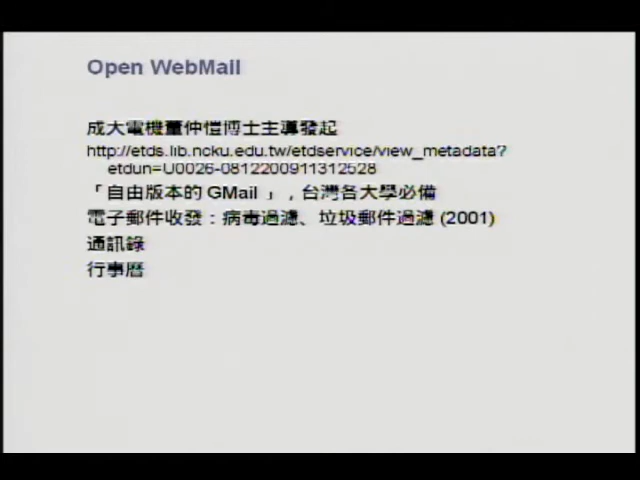 Open WebMail
成大電機董仲愷博士主導發起
http://etds.lib.ncku.edu.tw/etdservice/view_metadata?
etdun=U0026-0812200911312528
「自由版本的 GMail 」，台灣各大學必備
電子郵件收發：病毒過濾、垃圾郵件過濾 (2001)
通訊錄
行事曆